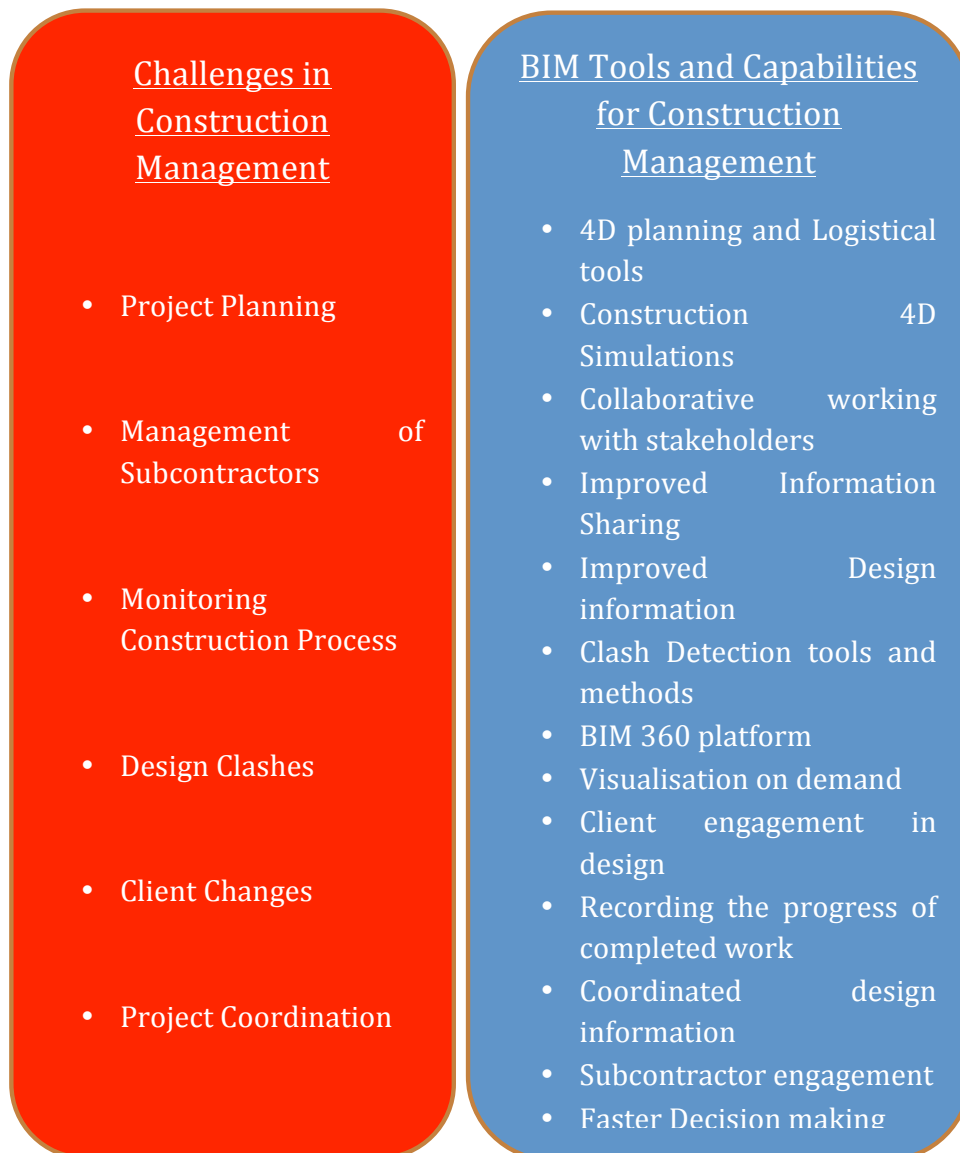 Challenges in
Construction
Management
• Project Planning
• Management of
Subcontractors
• Monitoring
Construction Process
• Design Clashes
• Client Changes
• Project Coordination
BIM Tools and Capabilities
for Construction
Management
• 4D planning and Logistical
tools
• Construction 4D
Simulations
• Collaborative working
with stakeholders
• Improved Information
Sharing
• Improved Design
information
• Clash Detection tools and
methods
• BIM 360 platform
• Visualisation on demand
• Client engagement in
design
• Recording the progress of
completed work
• Coordinated design
information
• Subcontractor engagement
• Faster Decision making